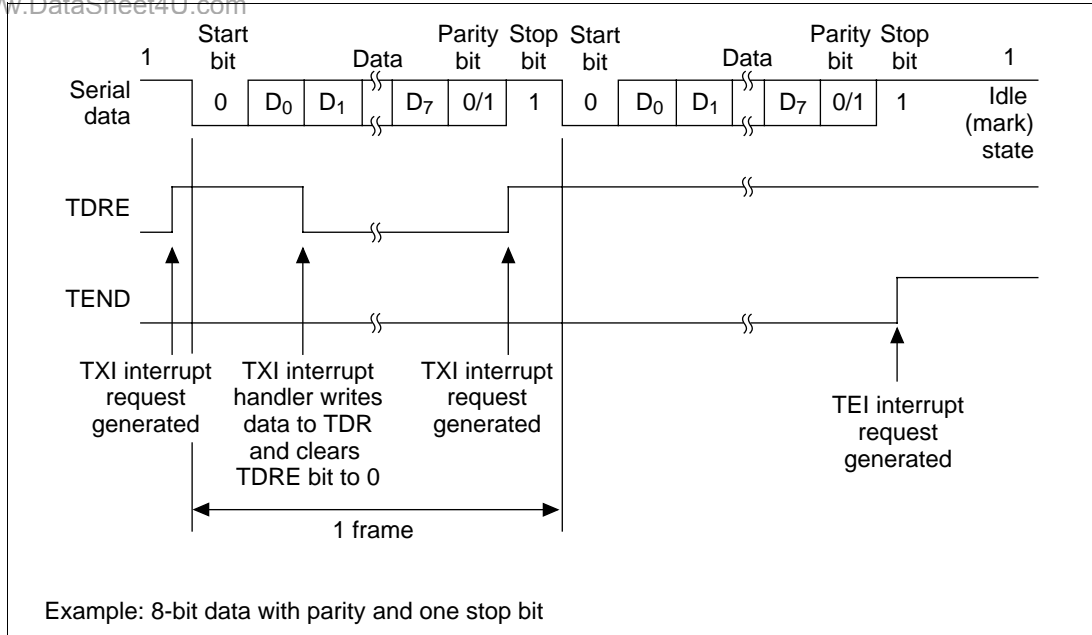 w.DataSheet4U.com
Start bit
Parity bit
Stop bit
Start bit
Parity bit
Stop bit
1
Data
Data
1
Serial data
0
D0
D1
D7
0/1
1
0
D0
D1
D7
0/1
1
Idle (mark) state
TDRE
TEND
TXI interrupt
request
generated
TXI interrupt
handler writes
data to TDR
and clears
TDRE bit to 0
TXI interrupt
request
generated
TEI interrupt
request
generated
1 frame
Example: 8-bit data with parity and one stop bit